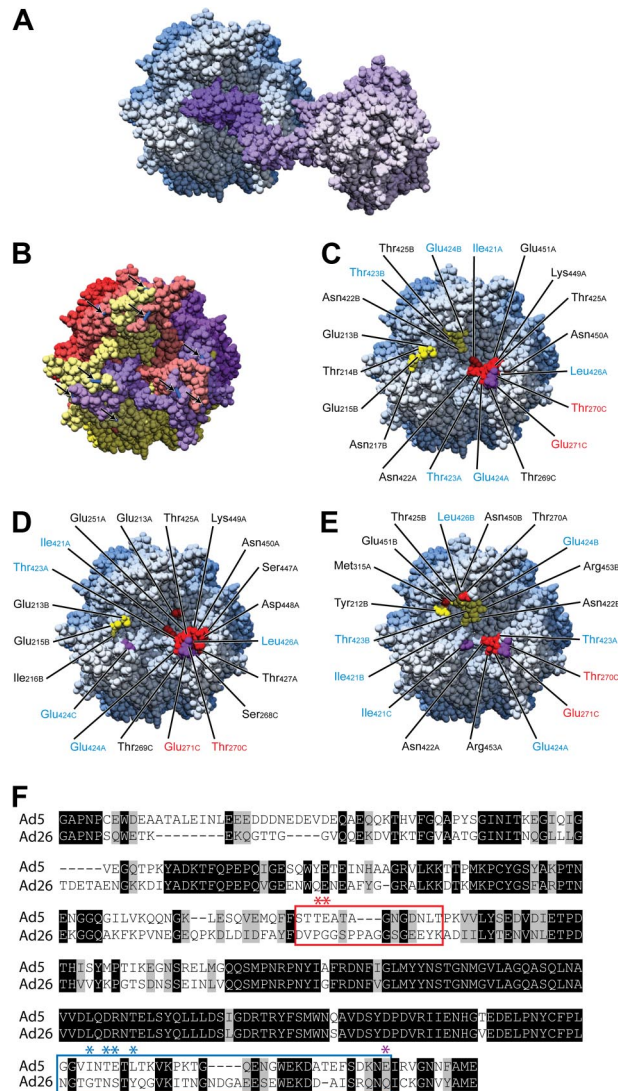 A
B
C
Thr425B
Glu424B
Ile421A
Glu451A
Thr423B
Lys449A
Asn422B
Thr425A
Glu213B
Asn450A
Thr214B
Leu426A
Glu215B
Thr270C
Asn217B
Glu271C
Asn422A
Thr423A
Glu424A
Thr269C
D
Glu251A
Glu213A
Thr425A
Lys449A
Ile421A
Asn450A
Thr423A
Ser447A
Glu213B
Asp448A
Glu215B
Leu426A
Ile216B
Thr427A
Glu424C
Ser268C
Glu424A
Thr269C
Glu271C
Thr270C
E
Thr425B
Leu426B
Asn450B
Thr270A
Glu451B
Glu424B
Met315A
Arg453B
Tyr212B
Asn422B
Thr423B
Thr423A
Ile421B
Thr270C
Ile421C
Glu271C
Asn422A
Arg453A
Glu424A
F
Ad5 GAPNPCEWDEAATALEINLEEEDDDNEDEVDEQAEQQKTHVFGQAPYSGINITKEGIQIG
Ad26 GAPNPSQWETK----------EKQGTTG----GVQQEKDVTKTFGVAATGGINITNQGLLLG
Ad5 -----VEGQTPKYADKTFQPEPQIGESQWYETEINHAAGRVLKKTTPMKPCYGSYAKPTN
Ad26 TDETAENGKKDIYADKTFQPEPQVGEENWQENEAFYG-GRALKKDTKMKPCYGSFARPTN
**
Ad5 ENGGQGILVKQQNGK--LESQVEMQFFSTTEATA---GNGDNLTPKVVLYSEDVDIETPD
Ad26 EKGGQAKFKPVNEGEQPKDLDIDFAYFDVPGGSPPAGGSGEEYKADIILYTENVNLETPD
Ad5 THISYMPTIKEGNSRELMGQQSMPNRPNYIAFRDNFIGLMYYNSTGNMGVLAGQASQLNA
Ad26 THVVYKPGTSDNSSEINLVQQSMPNRPNYIGFRDNFVGLMYYNSTGNMGVLAGQASQLNA
Ad5 VVDLQDRNTELSYQLLLDSIGDRTRYFSMWNQAVDSYDPDVRIIENHGTEDELPNYCFPL
Ad26 VVDLQDRNTELSYQLLLDSLGDRTRYFSMWNSAVDSYDPDVRIIENHGVEDELPNYCFPL
* ** * *
Ad5 GGVINTETLTKVKPKTG----QENGWEKDATEFSDKNEIRVGNNFAME
Ad26 NGTGTNSTYQGVKITNGNDGAEESEWEKDD-AISRQNQICKGNVYAME